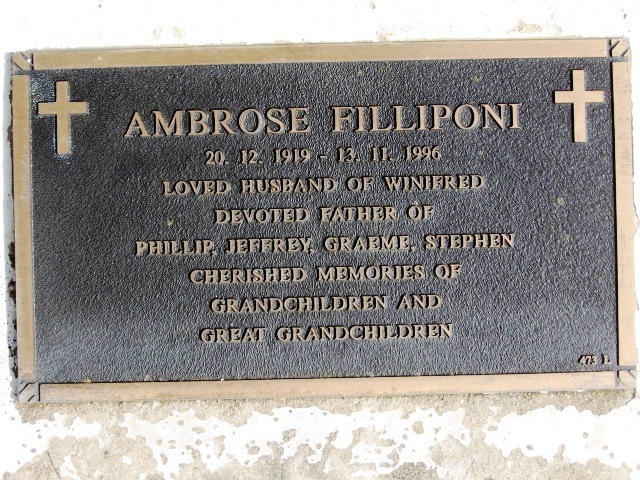 AMBROSE FILLIPONI
20. 12. 1919 - 13. 11. 1996
LOVED HUSBAND OF WINIFRED
DEVOTED FATHER OF
PHILLIP, JEFFREY, GRAEME, STEPHEN
CHERISHED MEMORIES OF
GRANDCHILDREN AND
GREAT GRANDCHILDREN
473 L